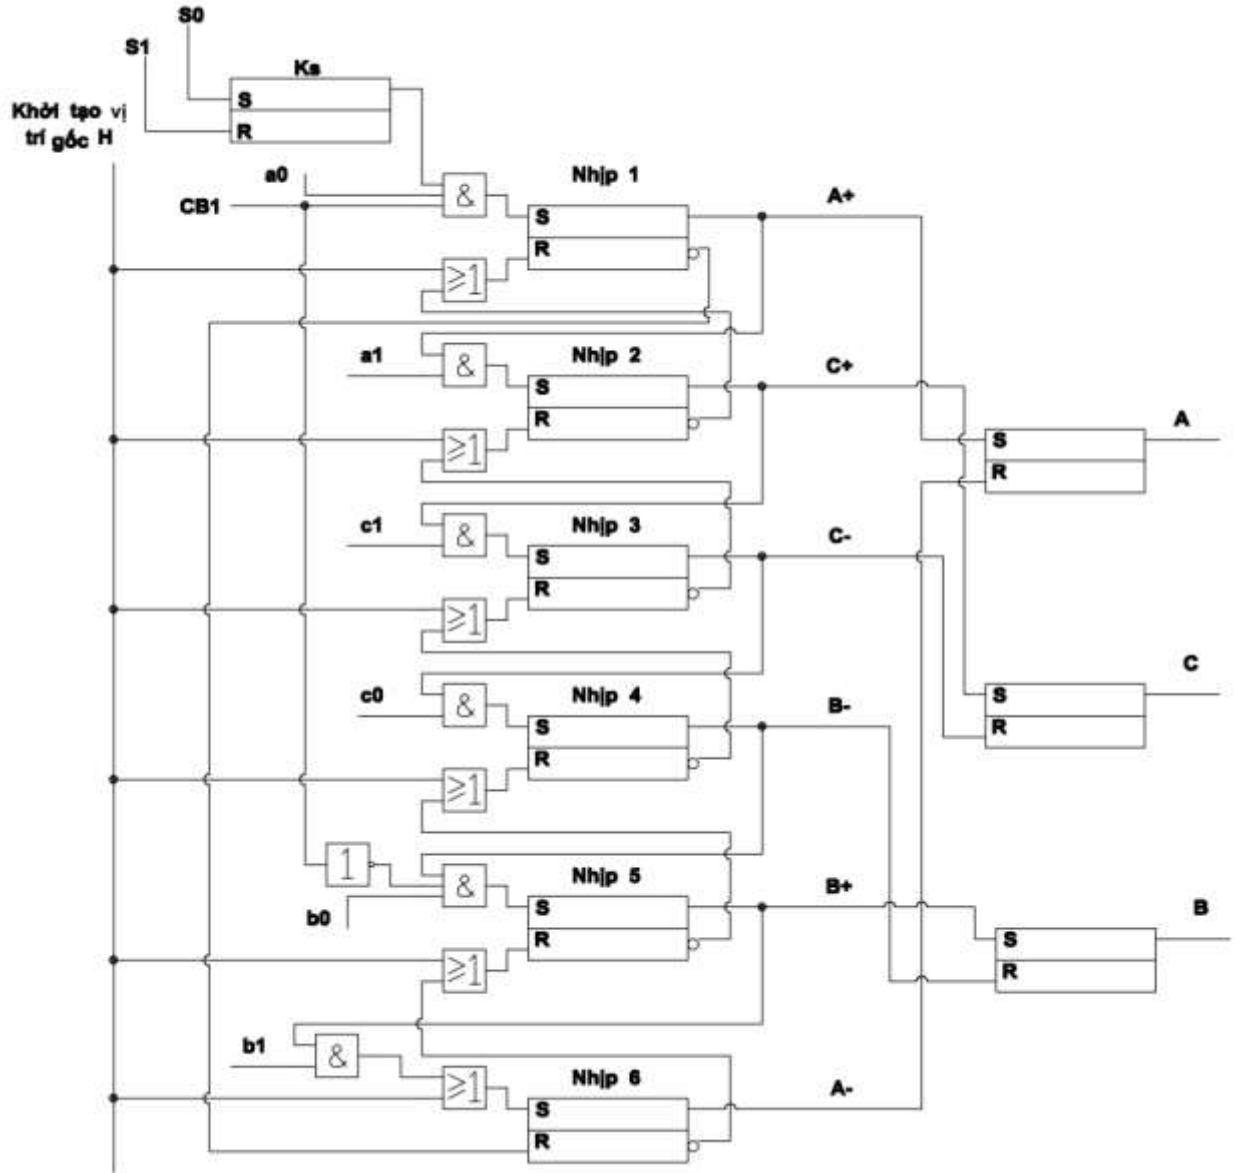 S0
S1
Ks
S
R
Khởi tạo vị
trí gốc H
a0
CB1
&
Nhịp 1
S
R
A+
≥1
a1
&
Nhịp 2
S
R
C+
≥1
A
S
R
c1
&
Nhịp 3
S
R
C-
≥1
C
S
R
c0
&
Nhịp 4
S
R
B-
≥1
1
b0
&
Nhịp 5
S
R
B+
≥1
B
S
R
b1
&
≥1
Nhịp 6
S
R
A-